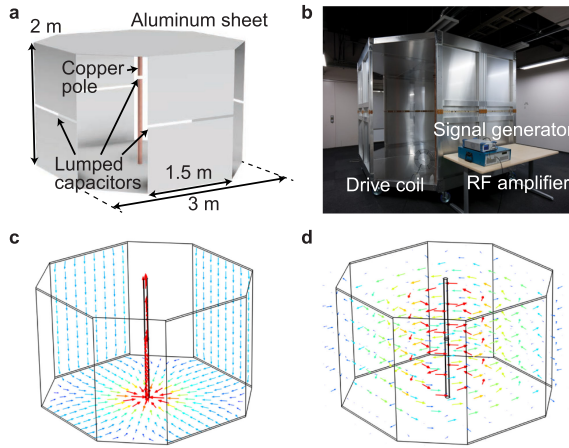 a
Aluminum sheet
2 m
Copper
pole
Lumped
capacitors
1.5 m
3 m
b
Signal generator
Drive coil
RF amplifier
c
d